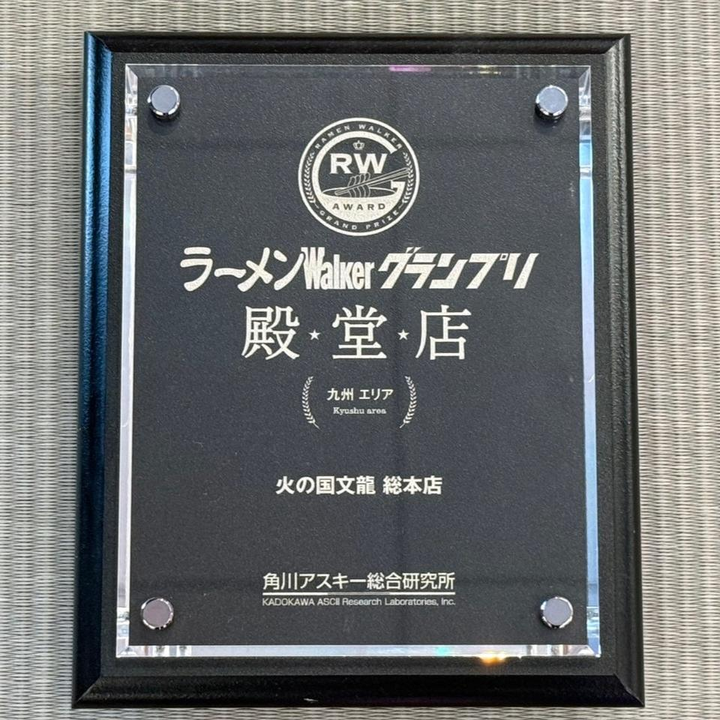 RAMEN WALKER
RW
AWARD
GRAND PRIZE
ラーメンWalkerグランプリ
殿★堂★店
九州 エリア
Kyushu area
火の国文龍 総本店
角川アスキー総合研究所
KADOKAWA ASCII Research Laboratories, Inc.